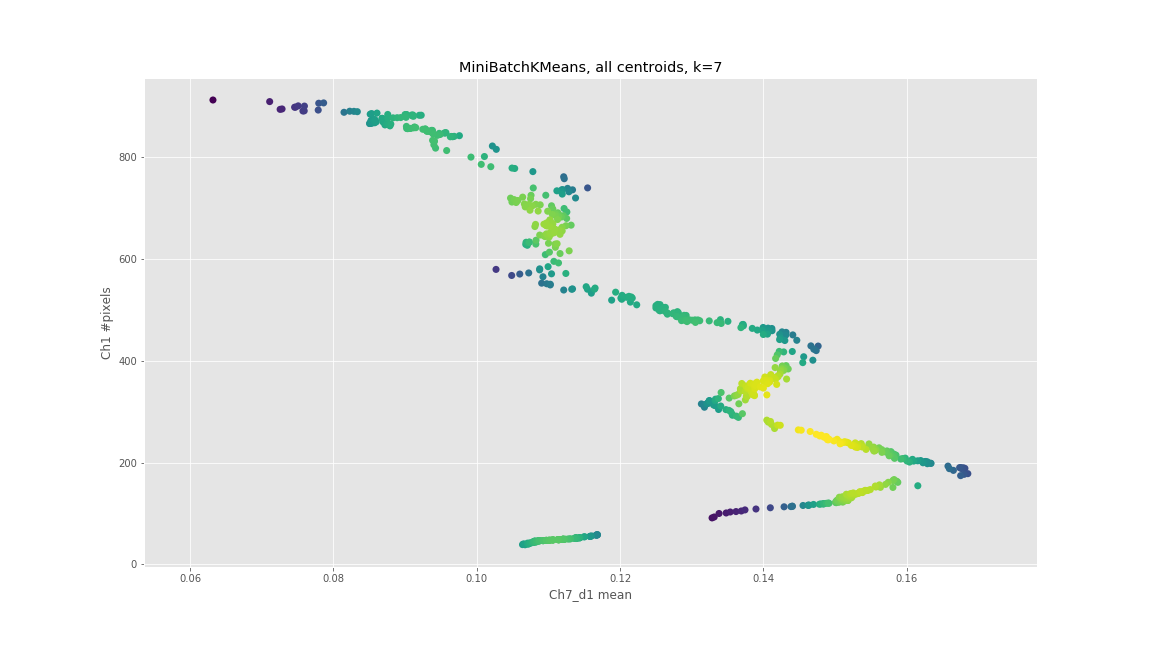 MiniBatchKMeans, all centroids, k=7
Ch1 #pixels
800
600
400
200
0
0.06 0.08 0.10 0.12 0.14 0.16
Ch7_d1 mean